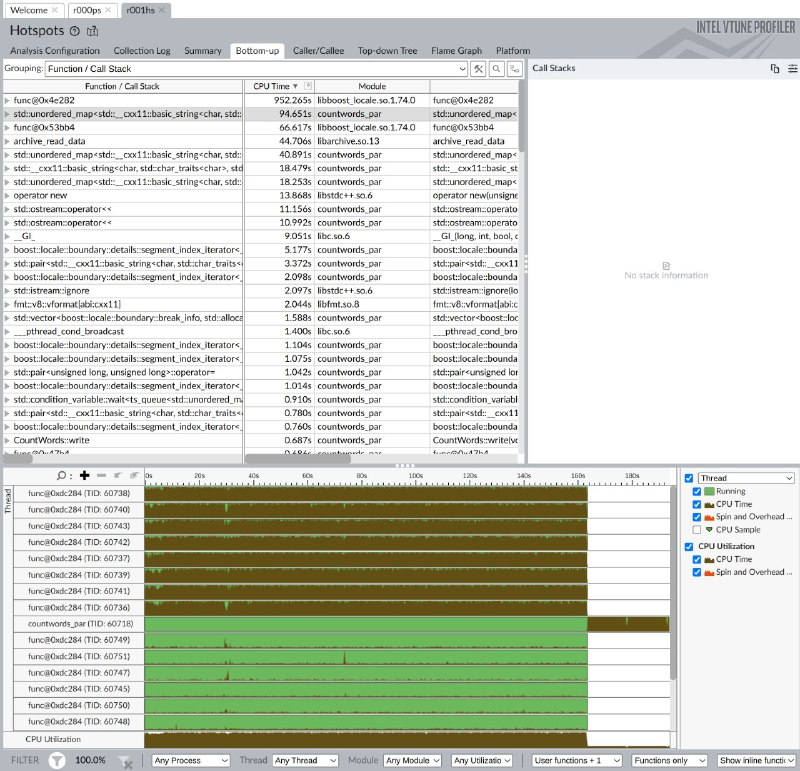 Welcome
r000ps
r001hs
Hotspots
INTEL VTUNE PROFILER
Analysis Configuration Collection Log Summary Bottom-up Caller/Callee Top-down Tree Flame Graph Platform
Grouping: Function / Call Stack
Call Stacks
Function / Call Stack CPU Time Module
func@0x4e282 952.265s libboost_locale.so.1.74.0 func@0x4e282
std::unordered_map<std::__cxx11::basic_string<char, std:: 94.651s countwords_par std::unordered_map<
func@0x53bb4 66.617s libboost_locale.so.1.74.0 func@0x53bb4
archive_read_data 44.706s libarchive.so.13 archive_read_data
std::unordered_map<std::__cxx11::basic_string<char, std:: 40.891s countwords_par std::unordered_map<
std::__cxx11::basic_string<char, std::char_traits<char>, std: 18.479s countwords_par std::__cxx11::basic_
std::unordered_map<std::__cxx11::basic_string<char, std:: 18.253s countwords_par std::unordered_map<
operator new 13.868s libstdc++.so.6 operator new(unsigne
std::ostream::operator<< 11.156s countwords_par std::ostream::operato
std::ostream::operator<< 10.992s countwords_par std::ostream::operato
__GI_ 9.051s libc.so.6 __GI_(long, int, bool, c
boost::locale::boundary::details::segment_index_iterator<_ 5.177s countwords_par boost::locale::bounda
std::pair<std::__cxx11::basic_string<char, std::char_traits< 3.372s countwords_par std::pair<std::__cxx11
boost::locale::boundary::details::segment_index_iterator<_ 2.098s countwords_par boost::locale::bounda
std::istream::ignore 2.097s libstdc++.so.6 std::istream::ignore(lo
fmt::v8::vformat[abi:cxx11] 2.044s libfmt.so.8 fmt::v8::vformat[abi:c
std::vector<boost::locale::boundary::break_info, std::alloca 1.588s countwords_par std::vector<boost::loc
___pthread_cond_broadcast 1.400s libc.so.6 ___pthread_cond_bro
boost::locale::boundary::details::segment_index_iterator<_ 1.104s countwords_par boost::locale::bounda
boost::locale::boundary::details::segment_index_iterator<_ 1.075s countwords_par boost::locale::bounda
std::pair<unsigned long, unsigned long>::operator= 1.042s countwords_par std::pair<unsigned lor
boost::locale::boundary::details::segment_index_iterator<_ 1.014s countwords_par boost::locale::bounda
std::condition_variable::wait<ts_queue<std::unordered_ma 0.910s countwords_par std::condition_variabl
std::pair<std::__cxx11::basic_string<char, std::char_traits< 0.780s countwords_par std::pair<std::__cxx11
boost::locale::boundary::details::segment_index_iterator<_ 0.760s countwords_par boost::locale::bounda
CountWords::write 0.687s countwords_par CountWords::write(vo
func@0x47b4 0.686s libboost_locale.so.1.74.0 func@0x47b4
No stack information
0s 20s 40s 60s 80s 100s 120s 140s 160s 180s
Thread
func@0xdc284 (TID: 60738)
func@0xdc284 (TID: 60740)
func@0xdc284 (TID: 60743)
func@0xdc284 (TID: 60742)
func@0xdc284 (TID: 60737)
func@0xdc284 (TID: 60739)
func@0xdc284 (TID: 60741)
func@0xdc284 (TID: 60736)
countwords_par (TID: 60718)
func@0xdc284 (TID: 60749)
func@0xdc284 (TID: 60751)
func@0xdc284 (TID: 60747)
func@0xdc284 (TID: 60745)
func@0xdc284 (TID: 60750)
func@0xdc284 (TID: 60748)
CPU Utilization
Thread
Running
CPU Time
Spin and Overhead ...
CPU Sample
CPU Utilization
CPU Time
Spin and Overhead ...
FILTER 100.0% Any Process Thread Any Thread Module Any Module Any Utilizatio User functions + 1 Functions only Show inline functi